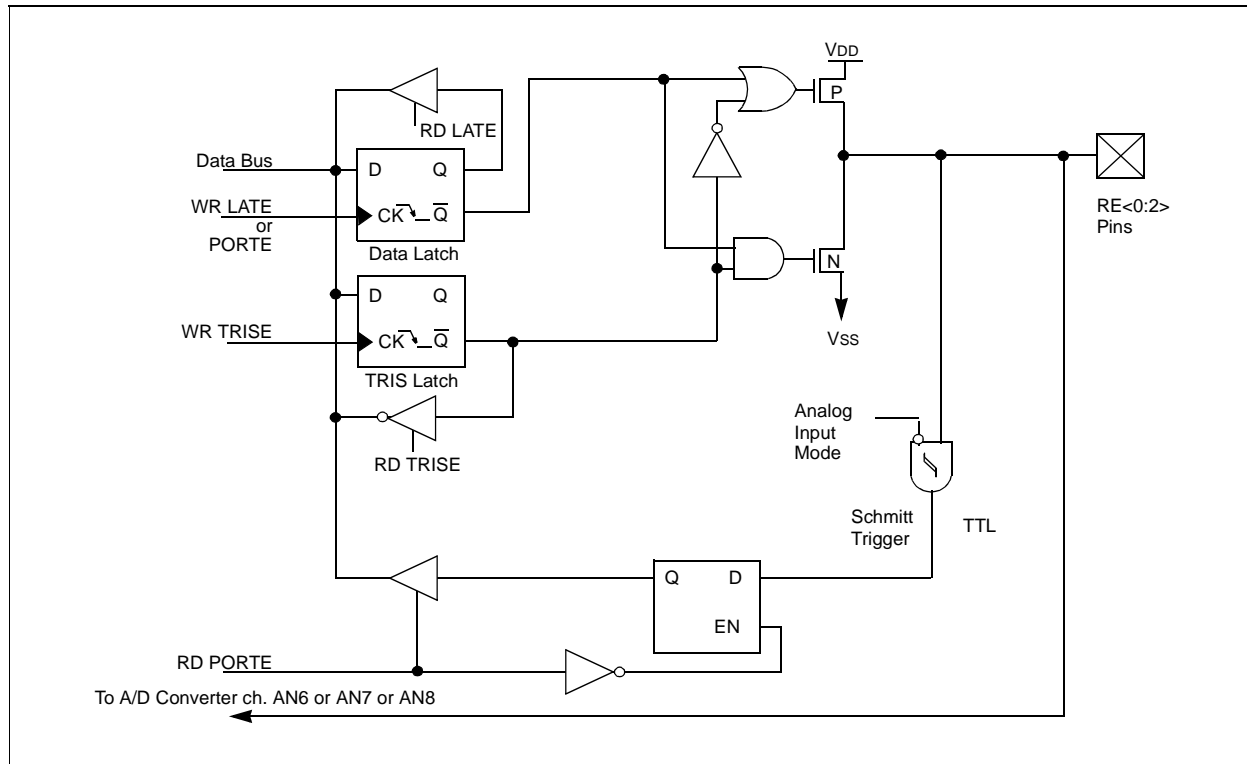 VDD
P
RD LATE
Data Bus
D Q
WR LATE
or
PORTE
CK Q
Data Latch
RE<0:2>
Pins
N
D Q
WR TRISE
CK Q
VSS
TRIS Latch
Analog
Input
Mode
RD TRISE
Schmitt
Trigger
TTL
Q D
EN
RD PORTE
To A/D Converter ch. AN6 or AN7 or AN8